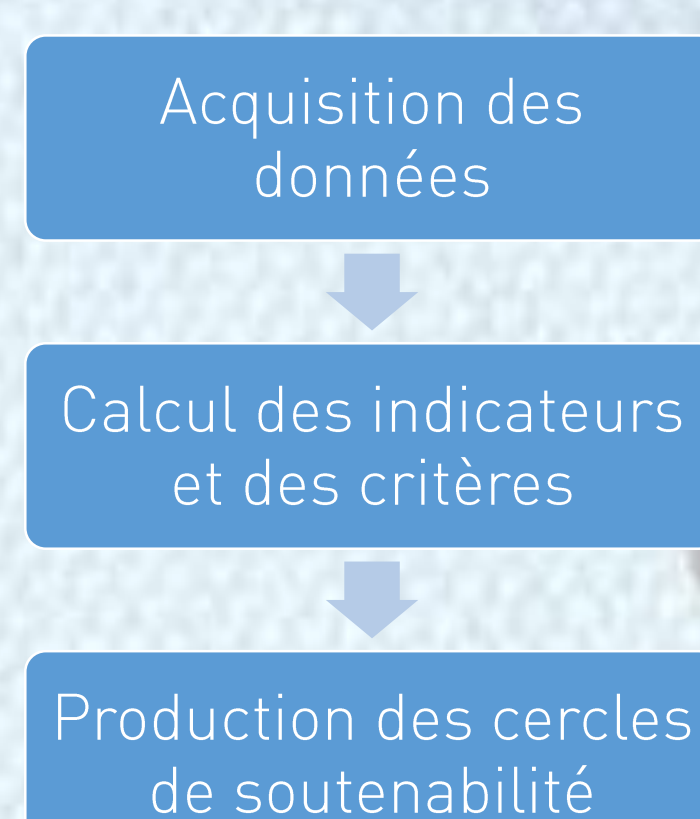 Acquisition des
données
Calcul des indicateurs
et des critères
Production des cercles
de soutenabilité